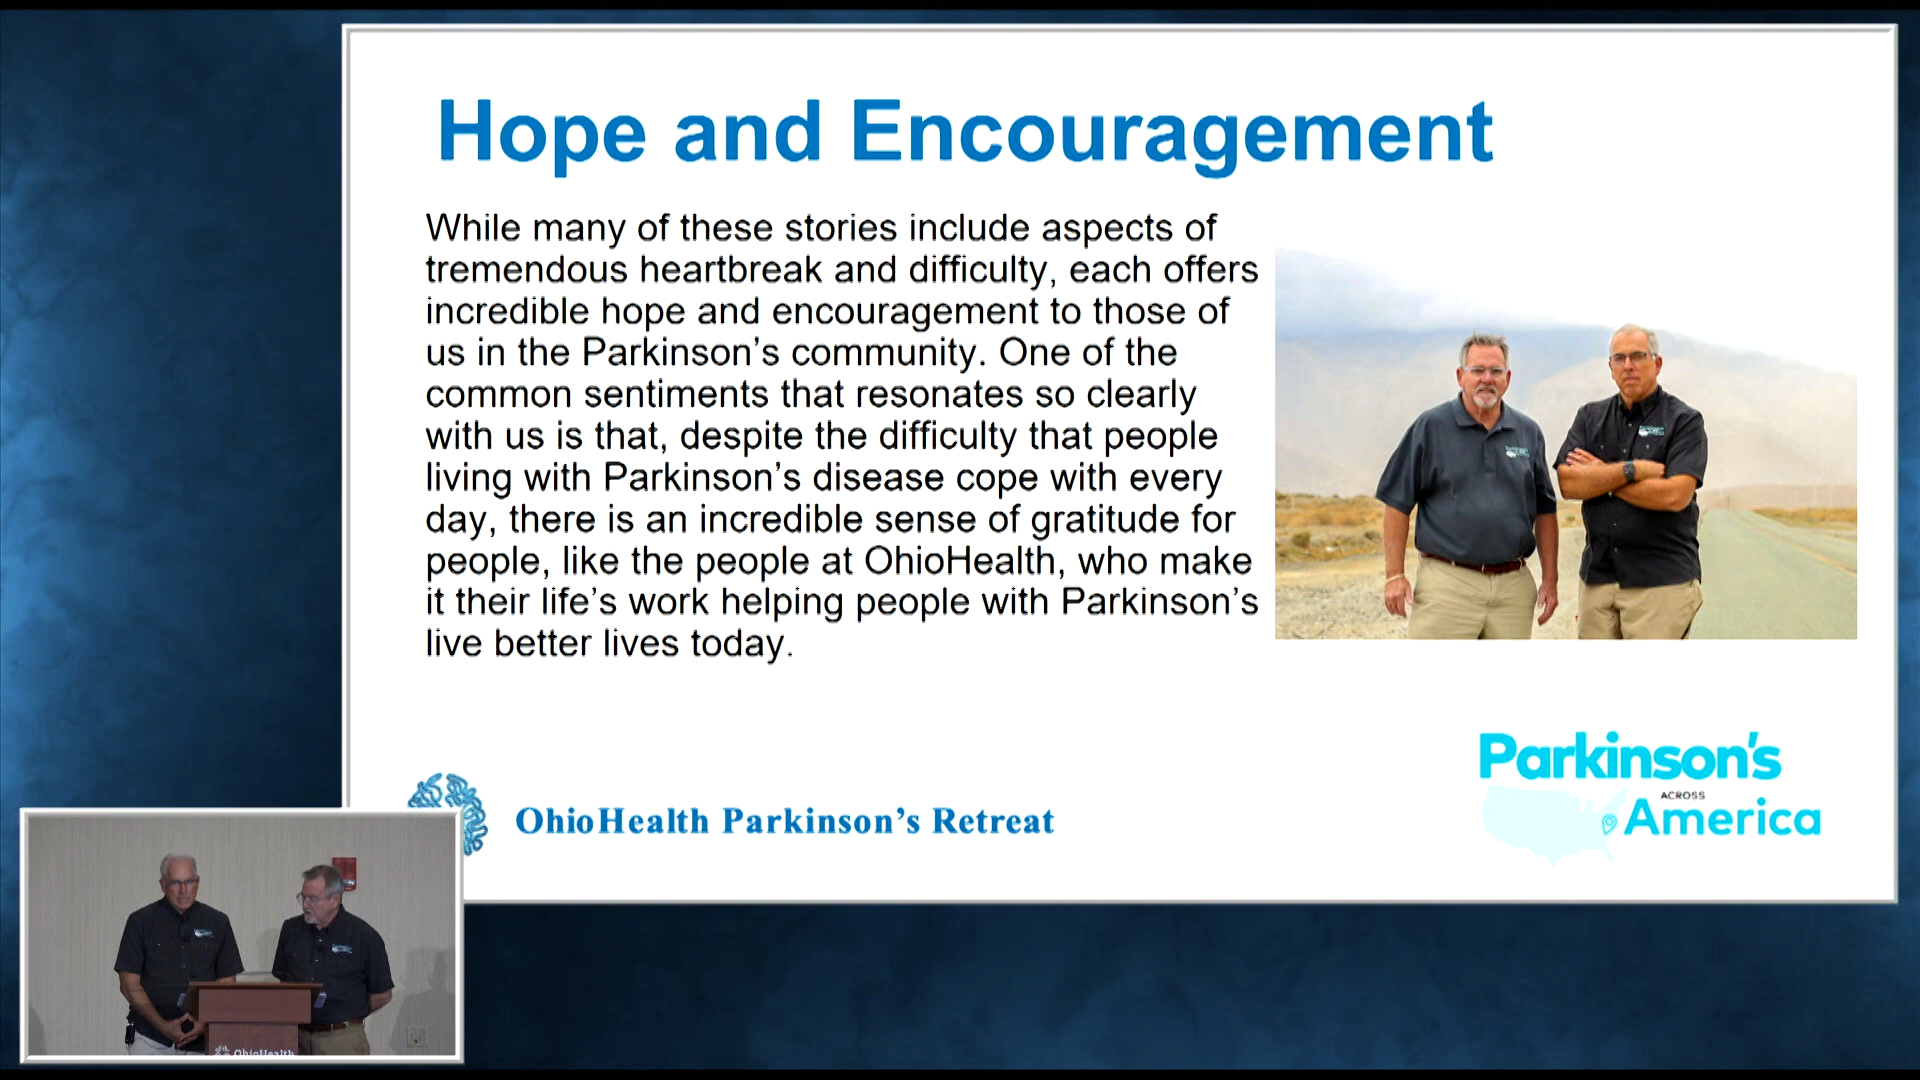 Hope and Encouragement
While many of these stories include aspects of
tremendous heartbreak and difficulty, each offers
incredible hope and encouragement to those of
us in the Parkinson’s community. One of the
common sentiments that resonates so clearly
with us is that, despite the difficulty that people
living with Parkinson’s disease cope with every
day, there is an incredible sense of gratitude for
people, like the people at OhioHealth, who make
it their life’s work helping people with Parkinson’s
live better lives today.
OhioHealth Parkinson’s Retreat
Parkinson's
ACROSS
America
OhioHealth